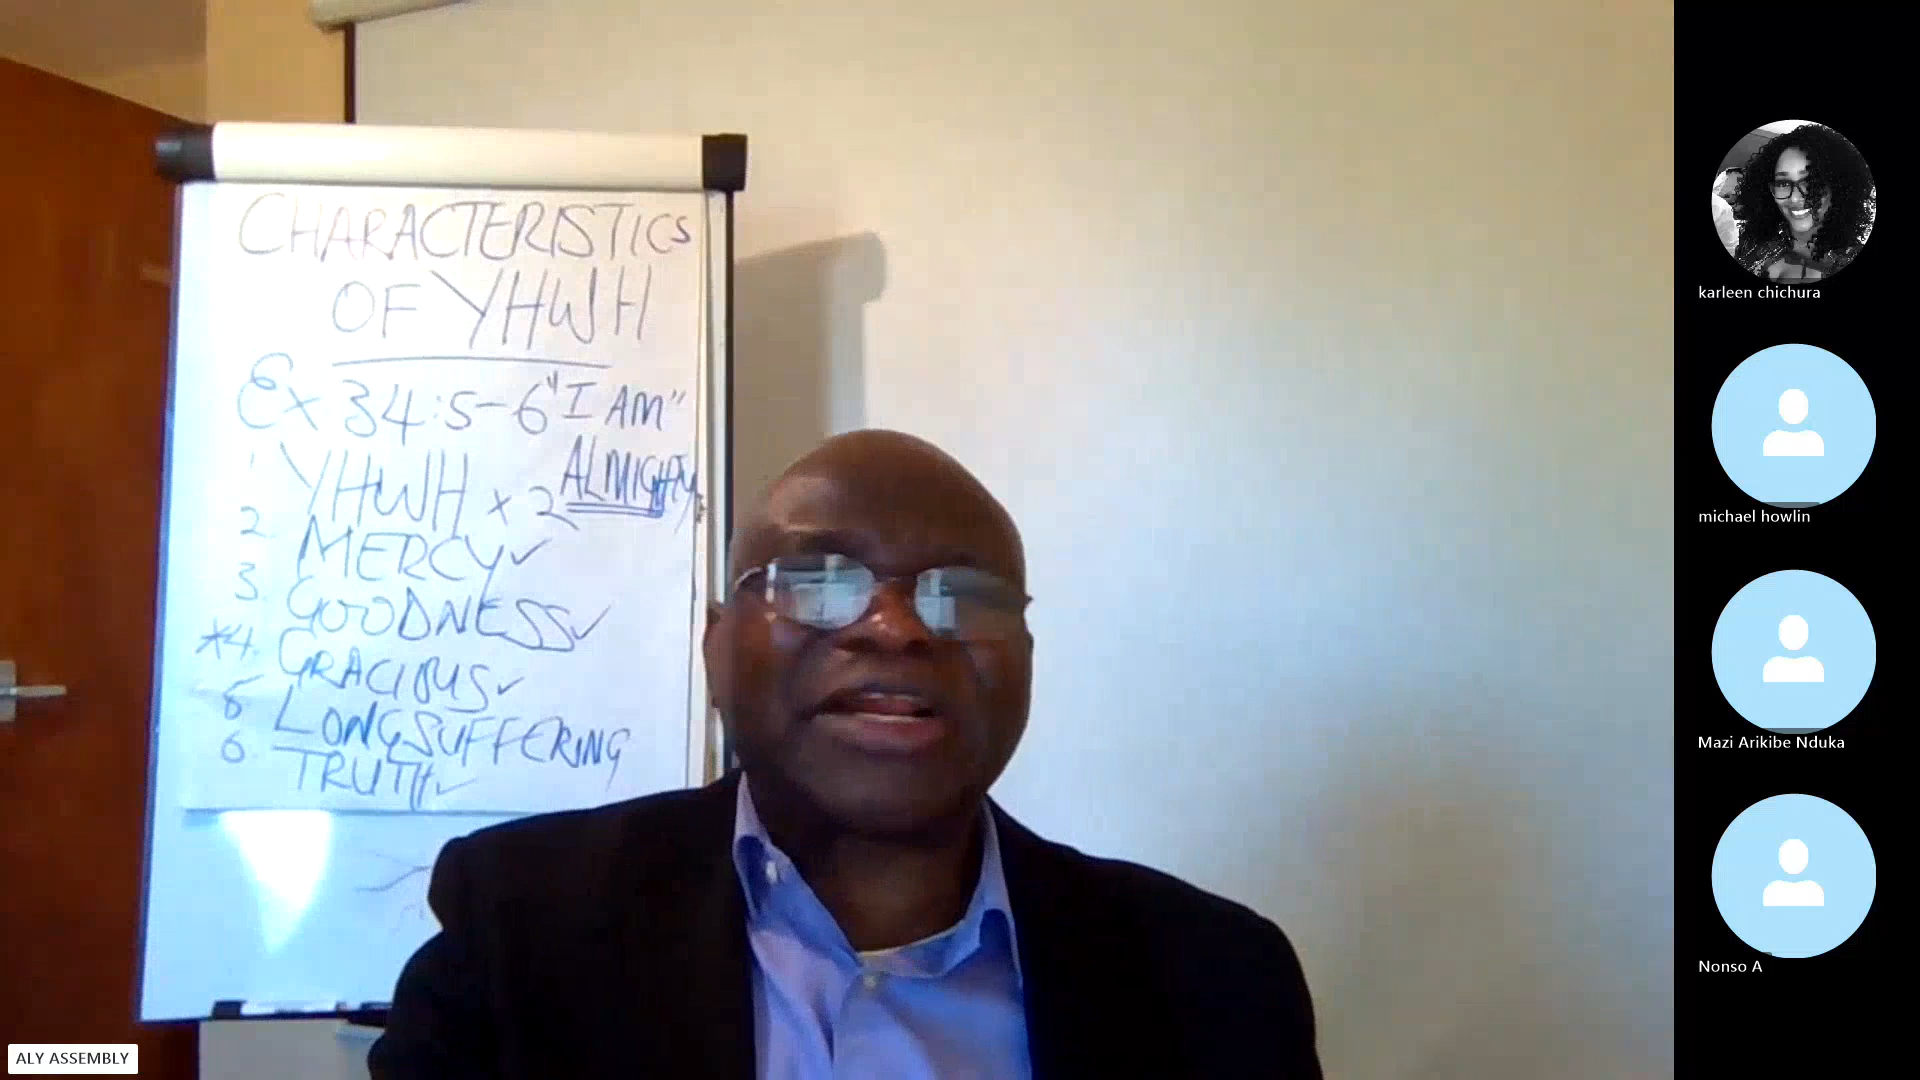 CHARACTERISTICS
OF YHWH
Ex 34:5-6 "I AM"
1 YHWH x 2 ALMIGHTY
2 MERCY ✓
3. GOODNESS ✓
*4. GRACIOUS ✓
5 LONGSUFFERING
6. TRUTH ✓
ALY ASSEMBLY
karleen chichura
michael howlin
Mazi Arikibe Nduka
Nonso A